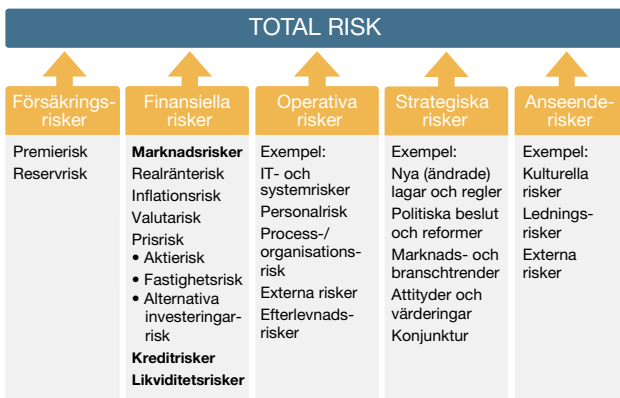 TOTAL RISK
Försäkrings-
risker
Premierisk
Reservrisk
Finansiella
risker
Marknadsrisker
Realränterisk
Inflationsrisk
Valutarisk
Prisrisk
• Aktierisk
• Fastighetsrisk
• Alternativa
investeringar-
risk
Kreditrisker
Likviditetsrisker
Operativa
risker
Exempel:
IT- och
systemrisker
Personalrisk
Process-/
organisations-
risk
Externa risker
Efterlevnads-
risker
Strategiska
risker
Exempel:
Nya (ändrade)
lagar och regler
Politiska beslut
och reformer
Marknads- och
branschtrender
Attityder och
värderingar
Konjunktur
Anseende-
risker
Exempel:
Kulturella
risker
Lednings-
risker
Externa
risker